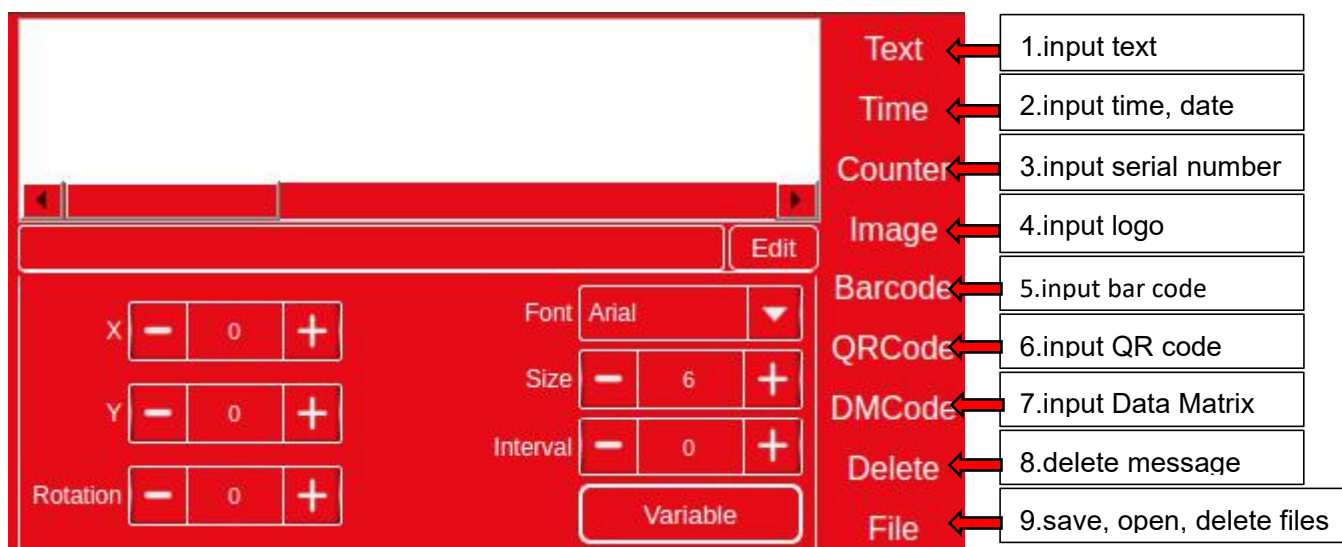 Text
1.input text
Time
2.input time, date
Counter
3.input serial number
Image
4.input logo
Edit
Barcode
5.input bar code
X 0
Font Arial
QRCode
6.input QR code
Size 6
Y 0
DMCode
7.input Data Matrix
Interval 0
Delete
8.delete message
Rotation 0
Variable
File
9.save, open, delete files